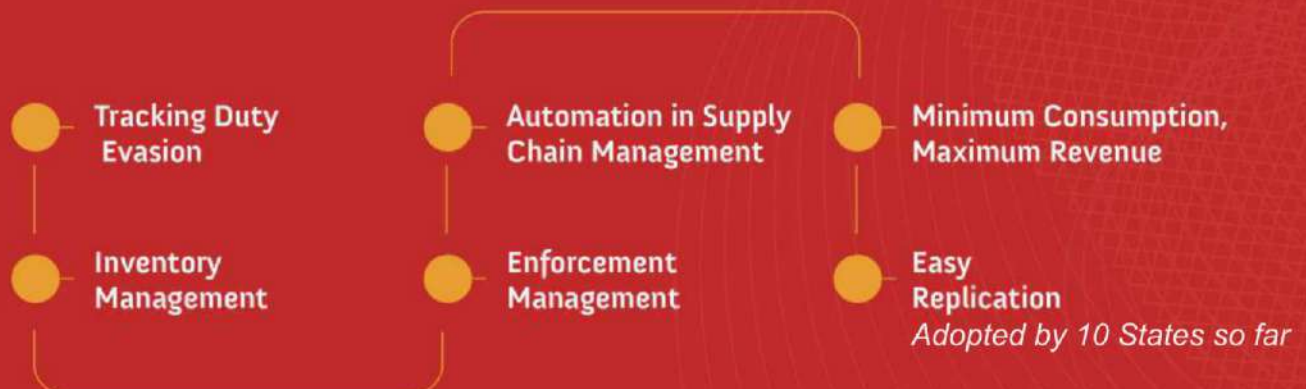 Tracking Duty
Evasion
Inventory
Management
Enforcement
Management
Automation in Supply
Chain Management
Minimum Consumption,
Maximum Revenue
Easy
Replication
Adopted by 10 States so far